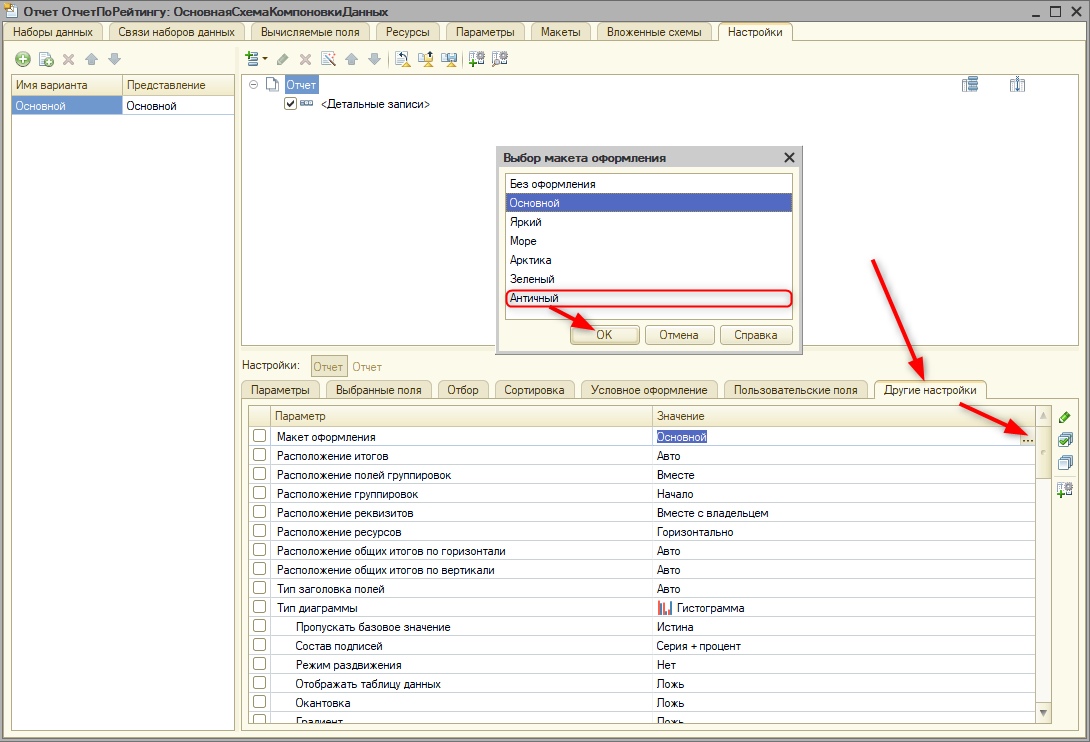 Отчет ОтчетПоРейтингу: ОсновнаяСхемаКомпоновкиДанных
Наборы данных
Связи наборов данных
Вычисляемые поля
Ресурсы
Параметры
Макеты
Вложенные схемы
Настройки
Имя варианта
Представление
Основной
Основной
Отчет
<Детальные записи>
Выбор макета оформления
Без оформления
Основной
Яркий
Море
Арктика
Зеленый
Античный
OK
Отмена
Справка
Настройки:
Отчет
Отчет
Параметры
Выбранные поля
Отбор
Сортировка
Условное оформление
Пользовательские поля
Другие настройки
Параметр
Значение
Макет оформления
Основной
...
Расположение итогов
Авто
Расположение полей группировок
Вместе
Расположение группировок
Начало
Расположение реквизитов
Вместе с владельцем
Расположение ресурсов
Горизонтально
Расположение общих итогов по горизонтали
Авто
Расположение общих итогов по вертикали
Авто
Тип заголовка полей
Авто
Тип диаграммы
Гистограмма
Пропускать базовое значение
Истина
Состав подписей
Серия + процент
Режим раздвижения
Нет
Отображать таблицу данных
Ложь
Окантовка
Ложь
Градиент
Ложь